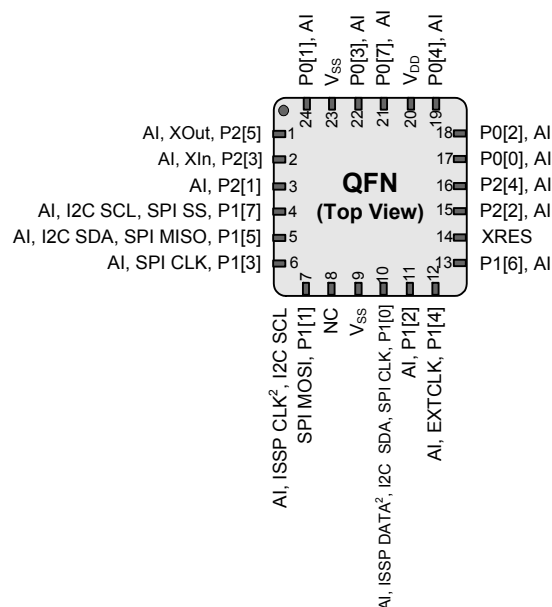 P0[1], AI
V_SS
P0[3], AI
P0[7], AI
V_DD
P0[4], AI
24
23
22
21
20
19
AI, XOut, P2[5]
1
AI, XIn, P2[3]
2
AI, P2[1]
3
AI, I2C SCL, SPI SS, P1[7]
4
AI, I2C SDA, SPI MISO, P1[5]
5
AI, SPI CLK, P1[3]
6
QFN
(Top View)
18
P0[2], AI
17
P0[0], AI
16
P2[4], AI
15
P2[2], AI
14
XRES
13
P1[6], AI
7
8
9
10
11
12
AI, ISSP CLK², I2C SCL
SPI MOSI, P1[1]
NC
V_SS
AI, ISSP DATA², I2C SDA, SPI CLK, P1[0]
AI, P1[2]
AI, EXTCLK, P1[4]